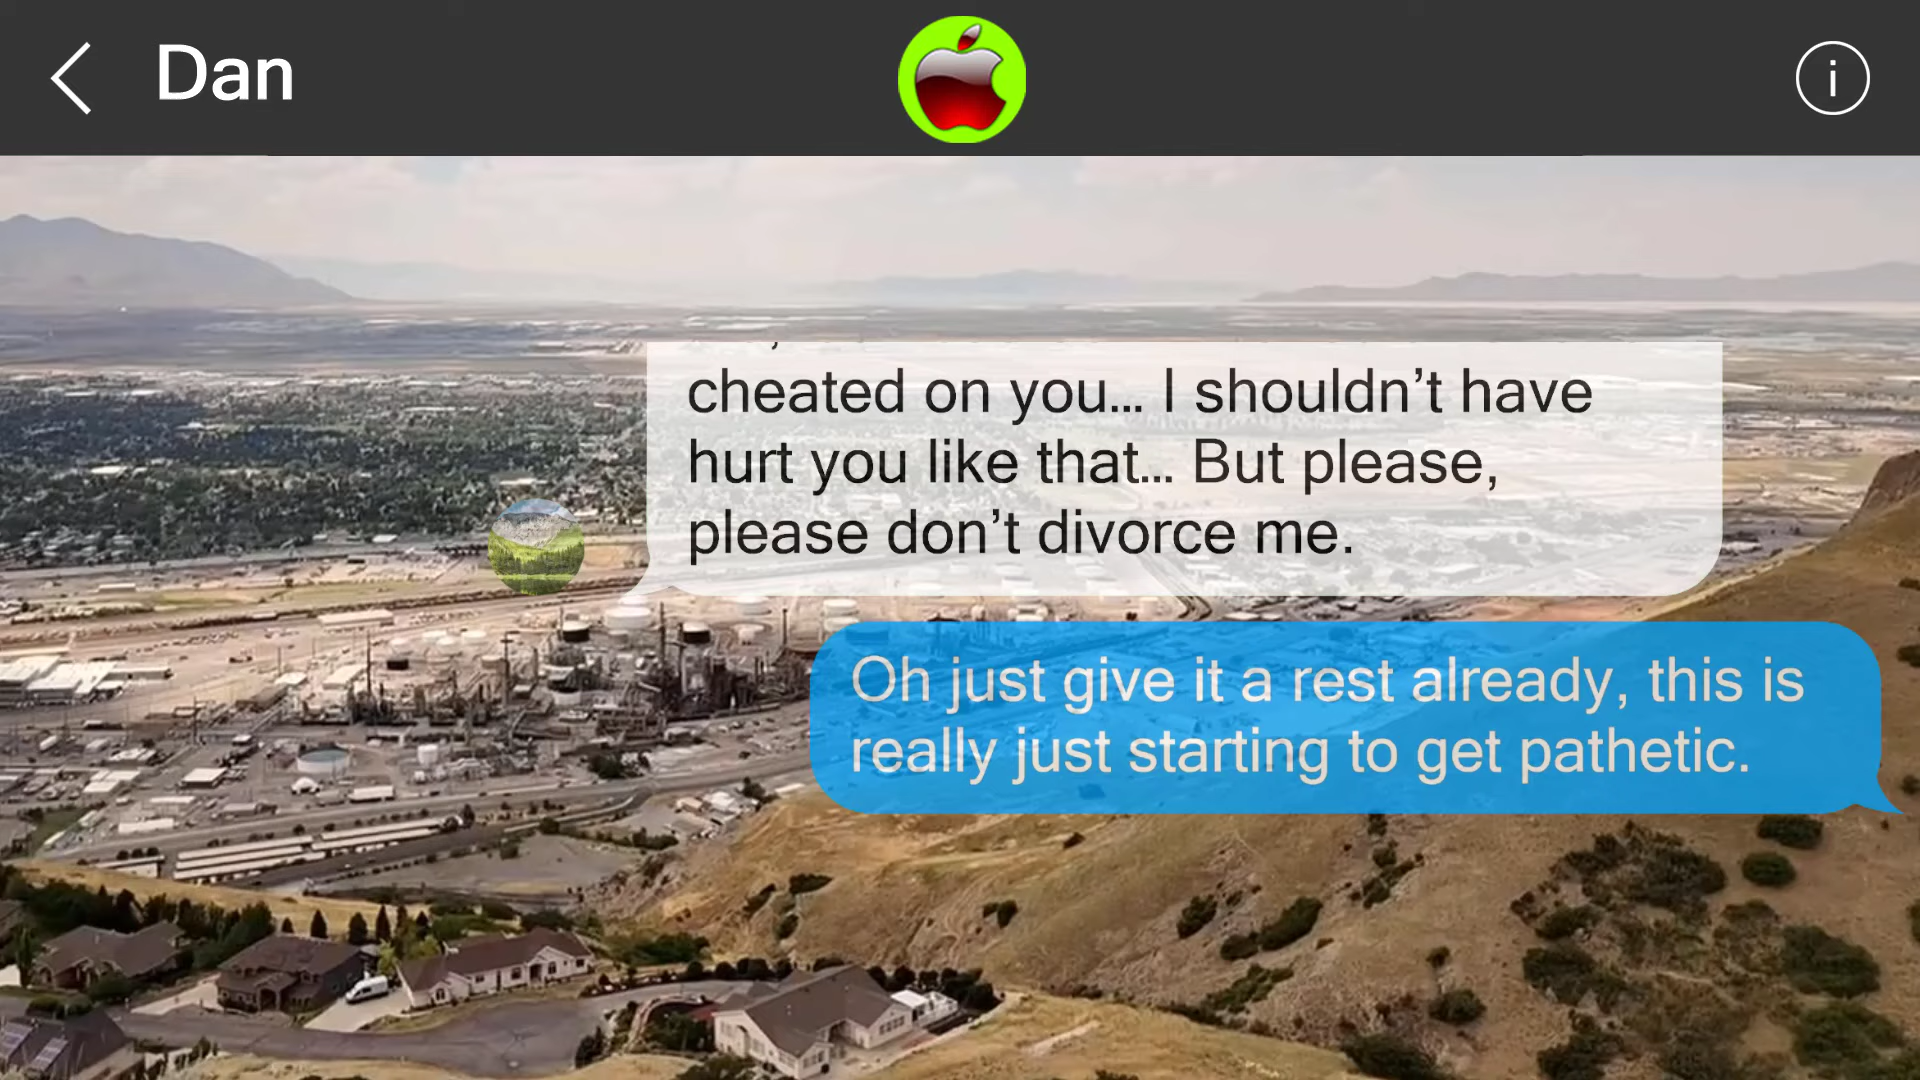 Dan
i
cheated on you… I shouldn’t have
hurt you like that… But please,
please don’t divorce me.
Oh just give it a rest already, this is
really just starting to get pathetic.